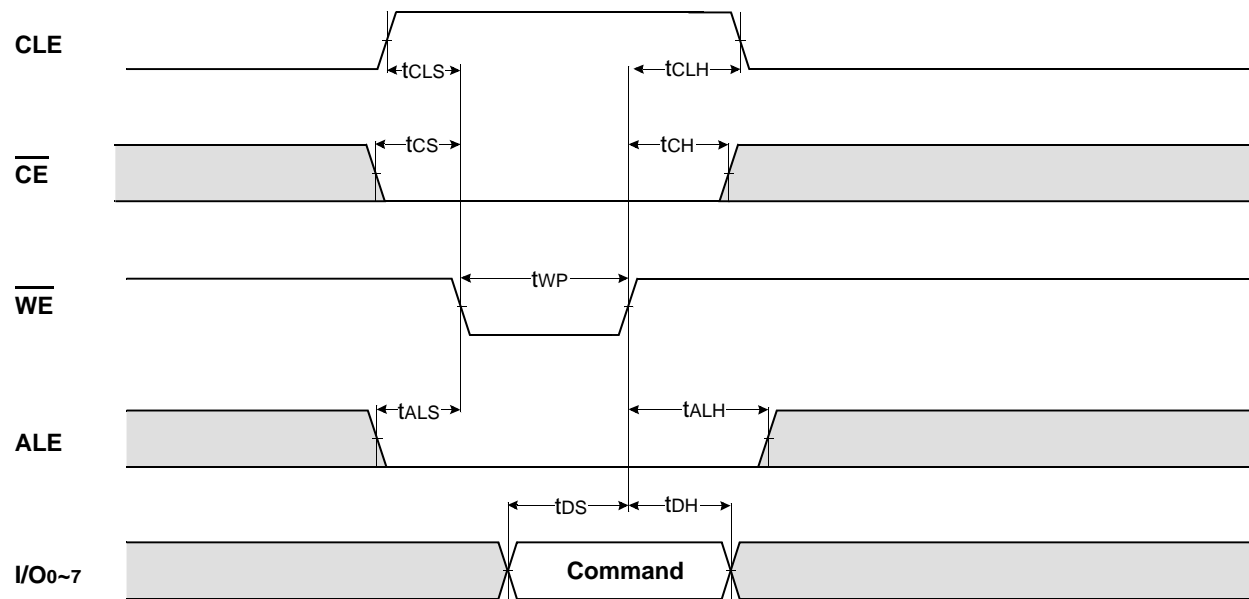 CLE
tCLS
tCLH
CE
tCS
tCH
WE
tWP
ALE
tALS
tALH
I/O0~7
tDS
tDH
Command